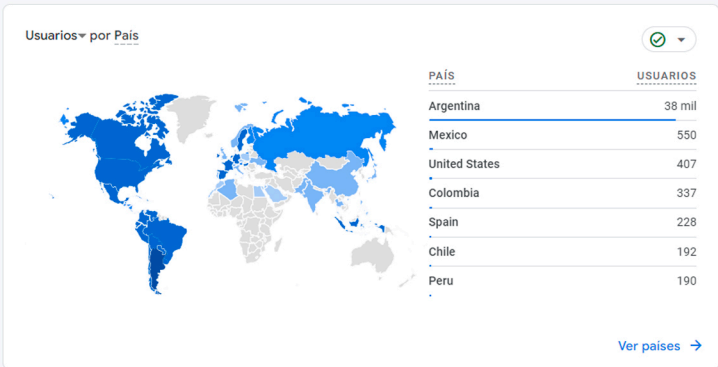 Usuarios por País
PAÍS USUARIOS
Argentina 38 mil
Mexico 550
United States 407
Colombia 337
Spain 228
Chile 192
Peru 190
Ver países